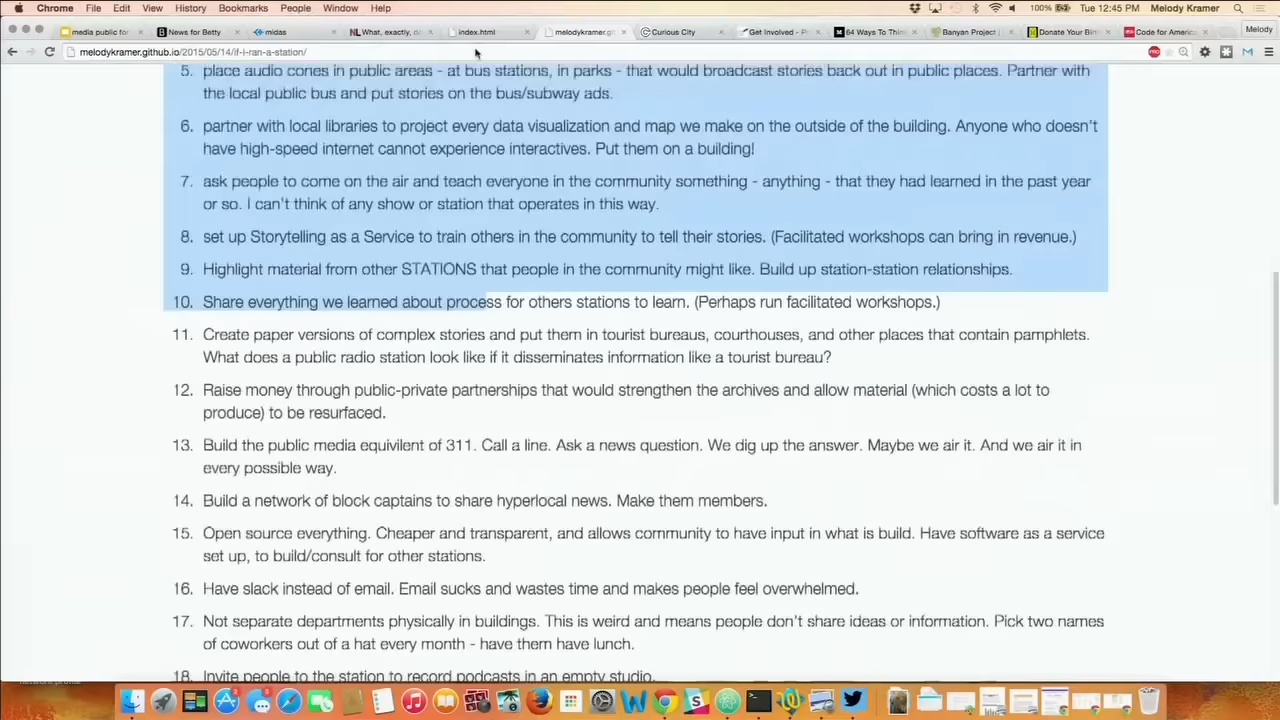 Chrome File Edit View History Bookmarks People Window Help 100% Tue 12:45 PM Melody Kramer
media public for News for Betty midas What, exactly, d index.html melodykramer.git Curious City Get Involved - P 64 Ways To Thin Banyan Project Donate Your Birt Code for America Melody
melodykramer.github.io/2015/05/14/if-i-ran-a-station/
5. place audio cones in public areas - at bus stations, in parks - that would broadcast stories back out in public places. Partner with
the local public bus and put stories on the bus/subway ads.
6. partner with local libraries to project every data visualization and map we make on the outside of the building. Anyone who doesn't
have high-speed internet cannot experience interactives. Put them on a building!
7. ask people to come on the air and teach everyone in the community something - anything - that they had learned in the past year
or so. I can't think of any show or station that operates in this way.
8. set up Storytelling as a Service to train others in the community to tell their stories. (Facilitated workshops can bring in revenue.)
9. Highlight material from other STATIONS that people in the community might like. Build up station-station relationships.
10. Share everything we learned about process for others stations to learn. (Perhaps run facilitated workshops.)
11. Create paper versions of complex stories and put them in tourist bureaus, courthouses, and other places that contain pamphlets.
What does a public radio station look like if it disseminates information like a tourist bureau?
12. Raise money through public-private partnerships that would strengthen the archives and allow material (which costs a lot to
produce) to be resurfaced.
13. Build the public media equivilent of 311. Call a line. Ask a news question. We dig up the answer. Maybe we air it. And we air it in
every possible way.
14. Build a network of block captains to share hyperlocal news. Make them members.
15. Open source everything. Cheaper and transparent, and allows community to have input in what is build. Have software as a service
set up, to build/consult for other stations.
16. Have slack instead of email. Email sucks and wastes time and makes people feel overwhelmed.
17. Not separate departments physically in buildings. This is weird and means people don't share ideas or information. Pick two names
of coworkers out of a hat every month - have them have lunch.
18. Invite people to the station to record podcasts in an empty studio.